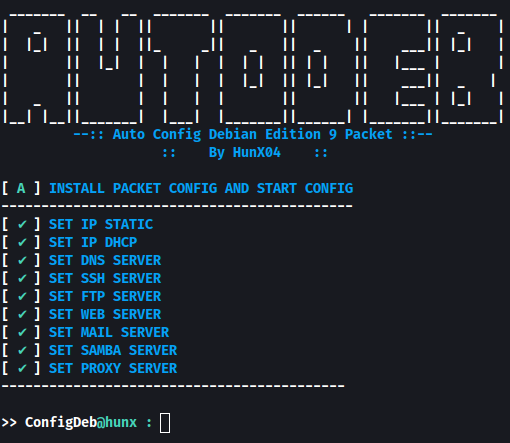 AUTODEB
--:: Auto Config Debian Edition 9 Packet ::--
:: By HunX04 ::
[ A ] INSTALL PACKET CONFIG AND START CONFIG
--------------------------------------------
[ ✔ ] SET IP STATIC
[ ✔ ] SET IP DHCP
[ ✔ ] SET DNS SERVER
[ ✔ ] SET SSH SERVER
[ ✔ ] SET FTP SERVER
[ ✔ ] SET WEB SERVER
[ ✔ ] SET MAIL SERVER
[ ✔ ] SET SAMBA SERVER
[ ✔ ] SET PROXY SERVER
-------------------------------------------
>> ConfigDeb@hunx :